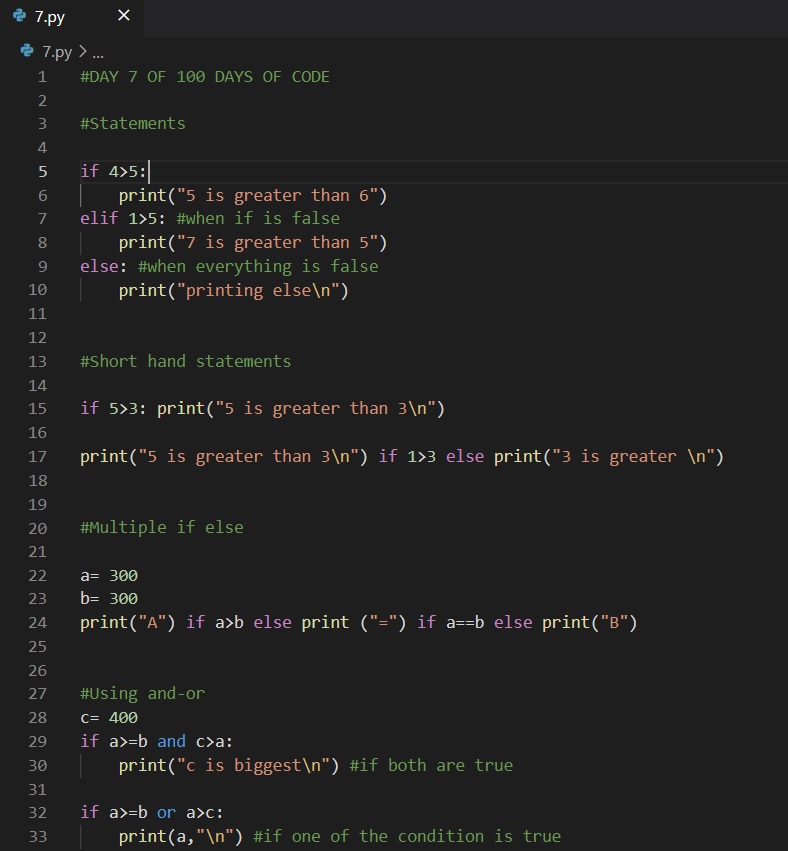 7.py ×
7.py > ...
1 #DAY 7 OF 100 DAYS OF CODE
2
3 #Statements
4
5 if 4>5:
6     print("5 is greater than 6")
7 elif 1>5: #when if is false
8     print("7 is greater than 5")
9 else: #when everything is false
10     print("printing else\n")
11
12
13 #Short hand statements
14
15 if 5>3: print("5 is greater than 3\n")
16
17 print("5 is greater than 3\n") if 1>3 else print("3 is greater \n")
18
19
20 #Multiple if else
21
22 a= 300
23 b= 300
24 print("A") if a>b else print ("=") if a==b else print("B")
25
26
27 #Using and-or
28 c= 400
29 if a>=b and c>a:
30     print("c is biggest\n") #if both are true
31
32 if a>=b or a>c:
33     print(a,"\n") #if one of the condition is true